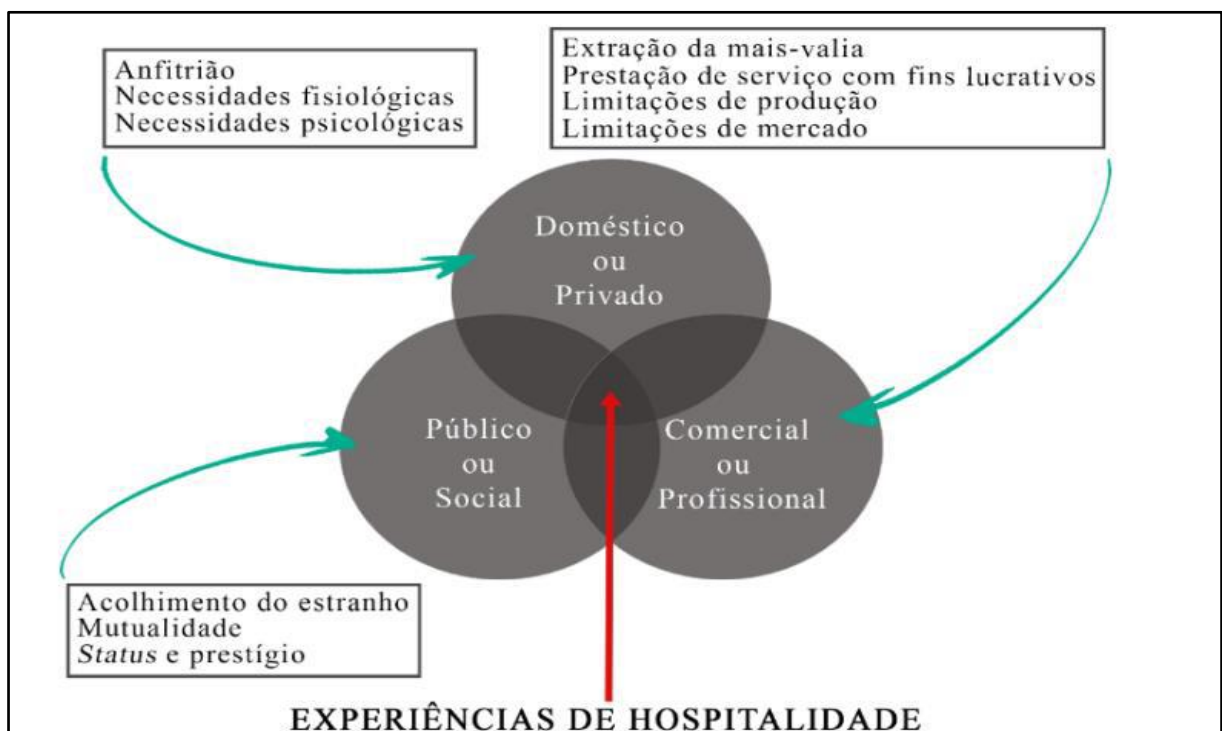 Anfitrião
Necessidades fisiológicas
Necessidades psicológicas
Extração da mais-valia
Prestação de serviço com fins lucrativos
Limitações de produção
Limitações de mercado
Doméstico
ou
Privado
Público
ou
Social
Comercial
ou
Profissional
Acolhimento do estranho
Mutualidade
Status e prestígio
EXPERIÊNCIAS DE HOSPITALIDADE